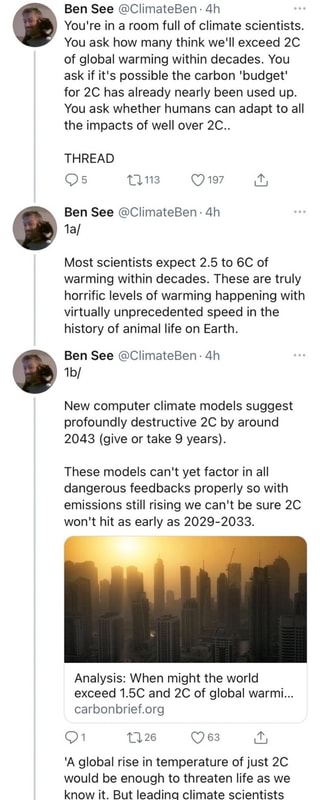 Ben See @ClimateBen · 4h
You're in a room full of climate scientists.
You ask how many think we'll exceed 2C
of global warming within decades. You
ask if it's possible the carbon 'budget'
for 2C has already nearly been used up.
You ask whether humans can adapt to all
the impacts of well over 2C..
THREAD
5 113 197
Ben See @ClimateBen · 4h
1a/
Most scientists expect 2.5 to 6C of
warming within decades. These are truly
horrific levels of warming happening with
virtually unprecedented speed in the
history of animal life on Earth.
Ben See @ClimateBen · 4h
1b/
New computer climate models suggest
profoundly destructive 2C by around
2043 (give or take 9 years).
These models can't yet factor in all
dangerous feedbacks properly so with
emissions still rising we can't be sure 2C
won't hit as early as 2029-2033.
Analysis: When might the world
exceed 1.5C and 2C of global warmi...
carbonbrief.org
1 26 63
'A global rise in temperature of just 2C
would be enough to threaten life as we
know it. But leading climate scientists